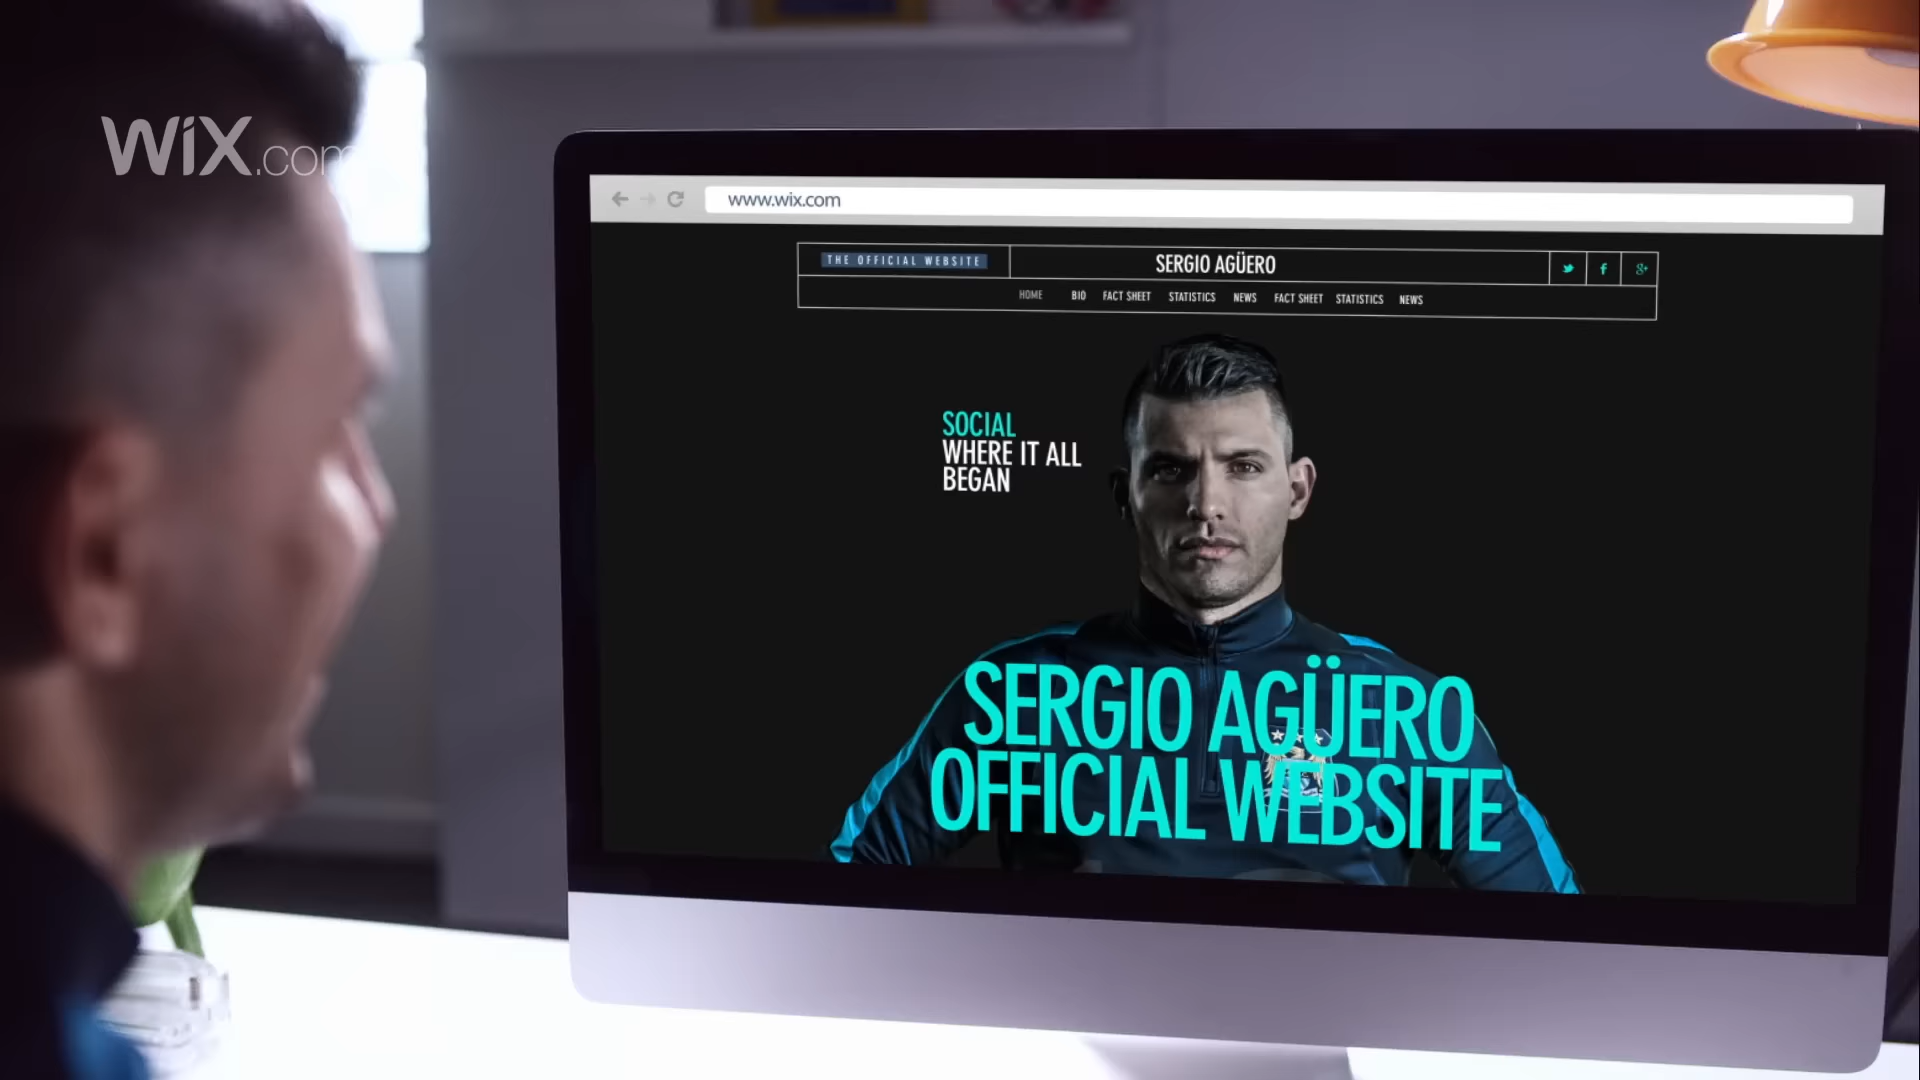 WiX.com
www.wix.com
THE OFFICIAL WEBSITE
SERGIO AGÜERO
HOME BIO FACT SHEET STATISTICS NEWS FACT SHEET STATISTICS NEWS
SOCIAL
WHERE IT ALL
BEGAN
SERGIO AGÜERO
OFFICIAL WEBSITE